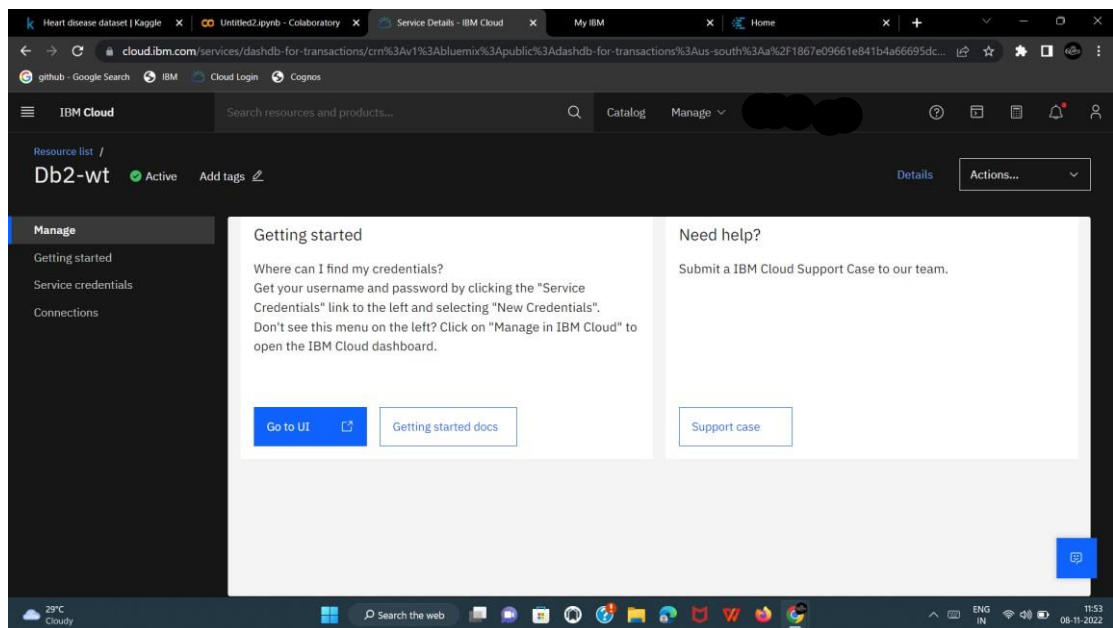 Heart disease dataset | Kaggle
Untitled2.ipynb - Colaboratory
Service Details - IBM Cloud
My IBM
Home
cloud.ibm.com/services/dashdb-for-transactions/crn%3Av1%3Abluemix%3Apublic%3Adashdb-for-transactions%3Aus-south%3Aa%2F1867e09661e841b4a66695dc...
github - Google Search
IBM
Cloud Login
Cognos
IBM Cloud
Search resources and products...
Catalog
Manage
Resource list /
Db2-wt
Active
Add tags
Details
Actions...
Manage
Getting started
Service credentials
Connections
Getting started
Where can I find my credentials?
Get your username and password by clicking the "Service
Credentials" link to the left and selecting "New Credentials".
Don't see this menu on the left? Click on "Manage in IBM Cloud" to
open the IBM Cloud dashboard.
Go to UI
Getting started docs
Need help?
Submit a IBM Cloud Support Case to our team.
Support case
29°C
Cloudy
Search the web
ENG
IN
11:53
08-11-2022